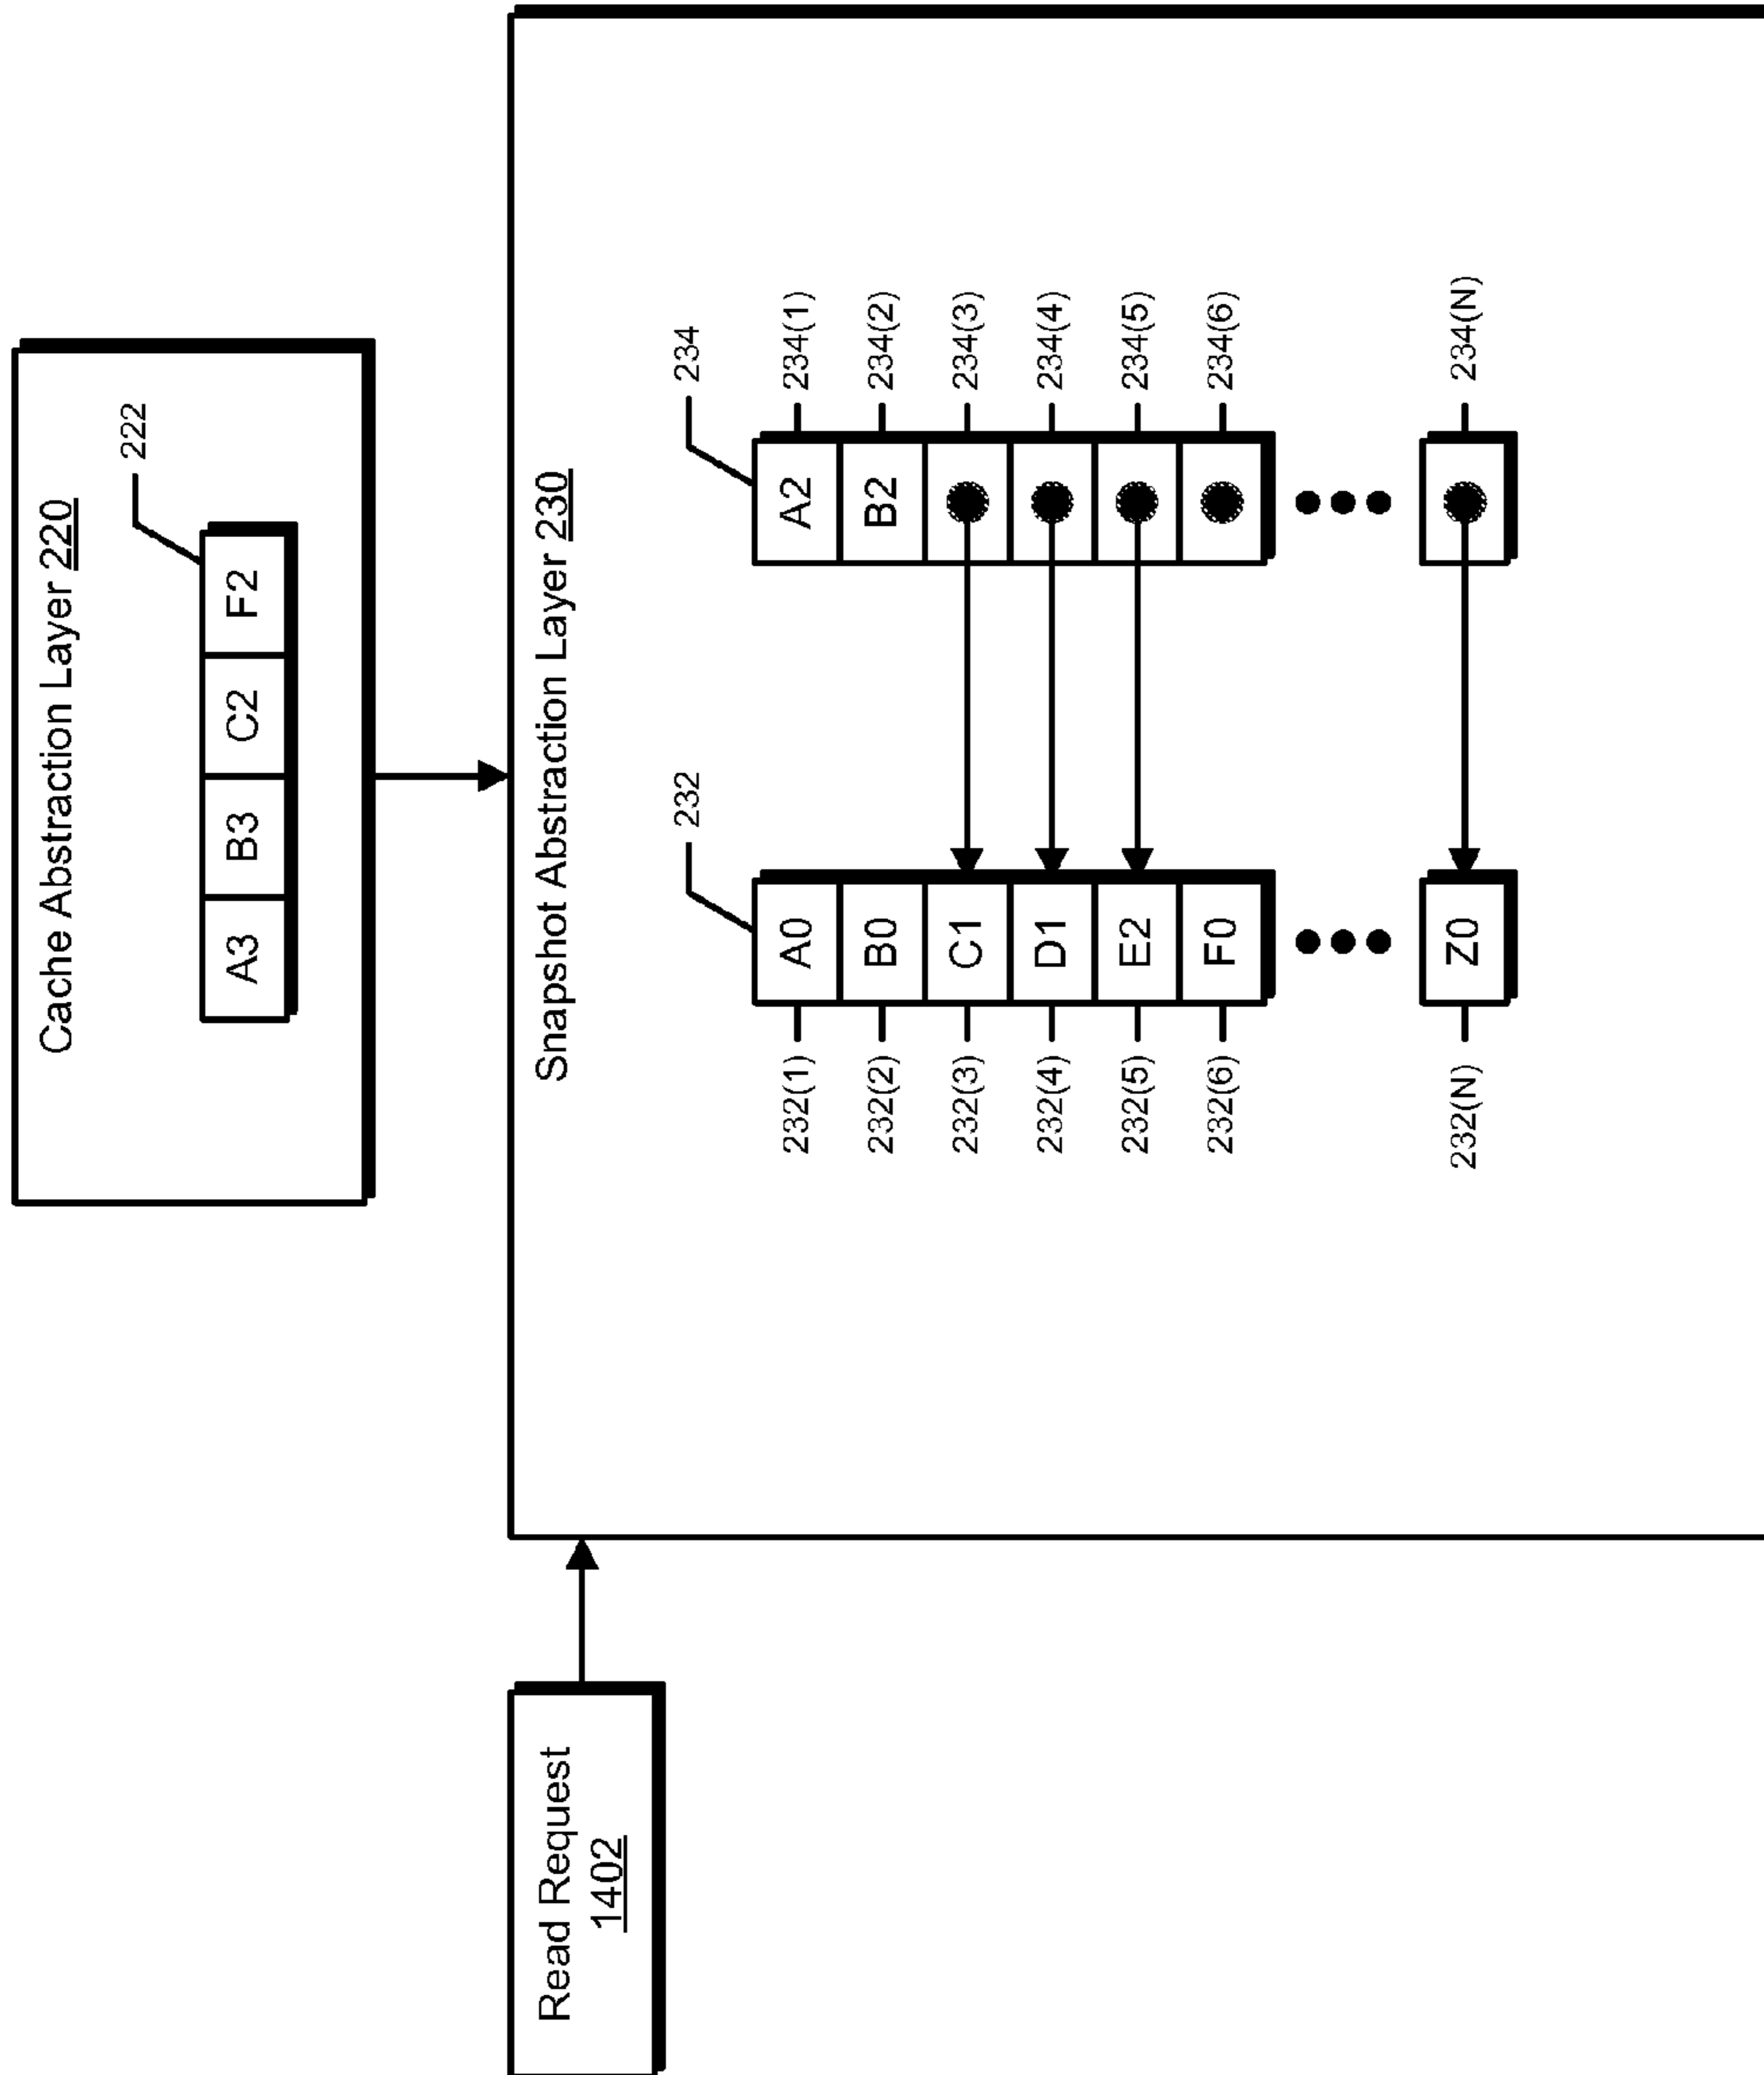 Cache Abstraction Layer 220
222
A3 B3 C2 F2
Read Request
1402
Snapshot Abstraction Layer 230
232 234
232(1) A0 A2 234(1)
232(2) B0 B2 234(2)
232(3) C1 234(3)
232(4) D1 234(4)
232(5) E2 234(5)
232(6) F0 234(6)
232(N) Z0 234(N)